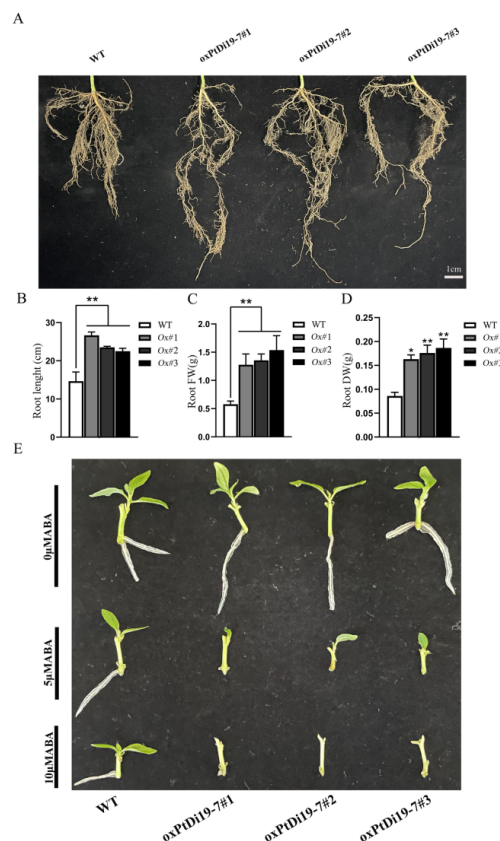 A
WT
oxPtDi19-7#1
oxPtDi19-7#2
oxPtDi19-7#3
1cm
B
**
Root lenght (cm)
30
20
10
0
WT
Ox#1
Ox#2
Ox#3
C
**
Root FW(g)
2.0
1.5
1.0
0.5
0.0
WT
Ox#1
Ox#2
Ox#3
D
Root DW(g)
0.25
0.20
0.15
0.10
0.05
0.00
*
**
**
WT
Ox#
Ox#
Ox#
E
0μMABA
5μMABA
10μMABA
WT
oxPtDi19-7#1
oxPtDi19-7#2
oxPtDi19-7#3